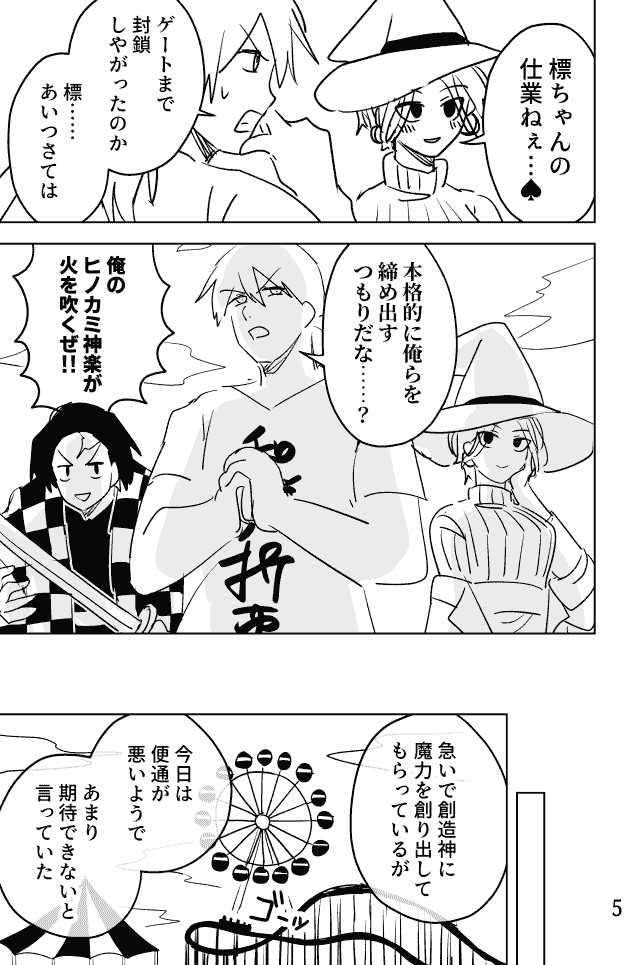 標ちゃんの
仕業ねぇ…♠
ゲートまで
封鎖
しやがったのか
標……
あいつさては
本格的に俺らを
締め出す
つもりだな……？
俺の
ヒノカミ神楽が
火を吹くぜ!!
急いで創造神に
魔力を創り出して
もらっているが
今日は
便通が
悪いようで
あまり
期待できないと
言っていた
ゴーッ
5